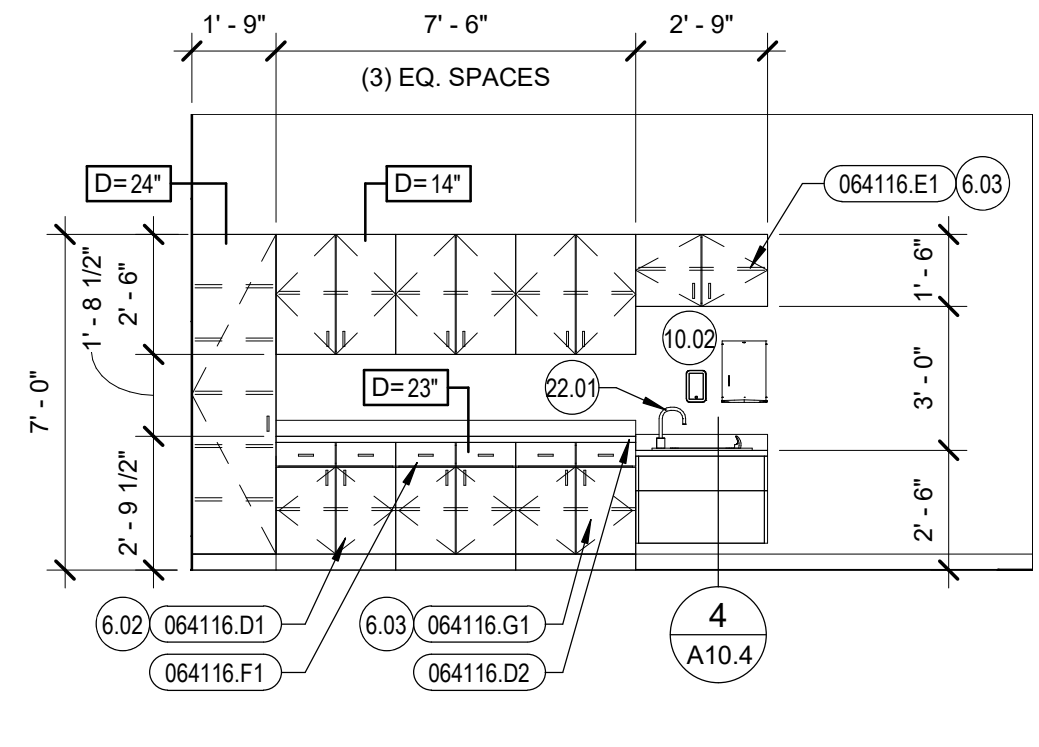 1' - 9"
7' - 6"
2' - 9"
(3) EQ. SPACES
D= 24"
D= 14"
064116.E1
6.03
1' - 8 1/2"
2' - 6"
1' - 6"
10.02
7' - 0"
D= 23"
22.01
3' - 0"
2' - 9 1/2"
2' - 6"
6.02
064116.D1
6.03
064116.G1
4
A10.4
064116.F1
064116.D2